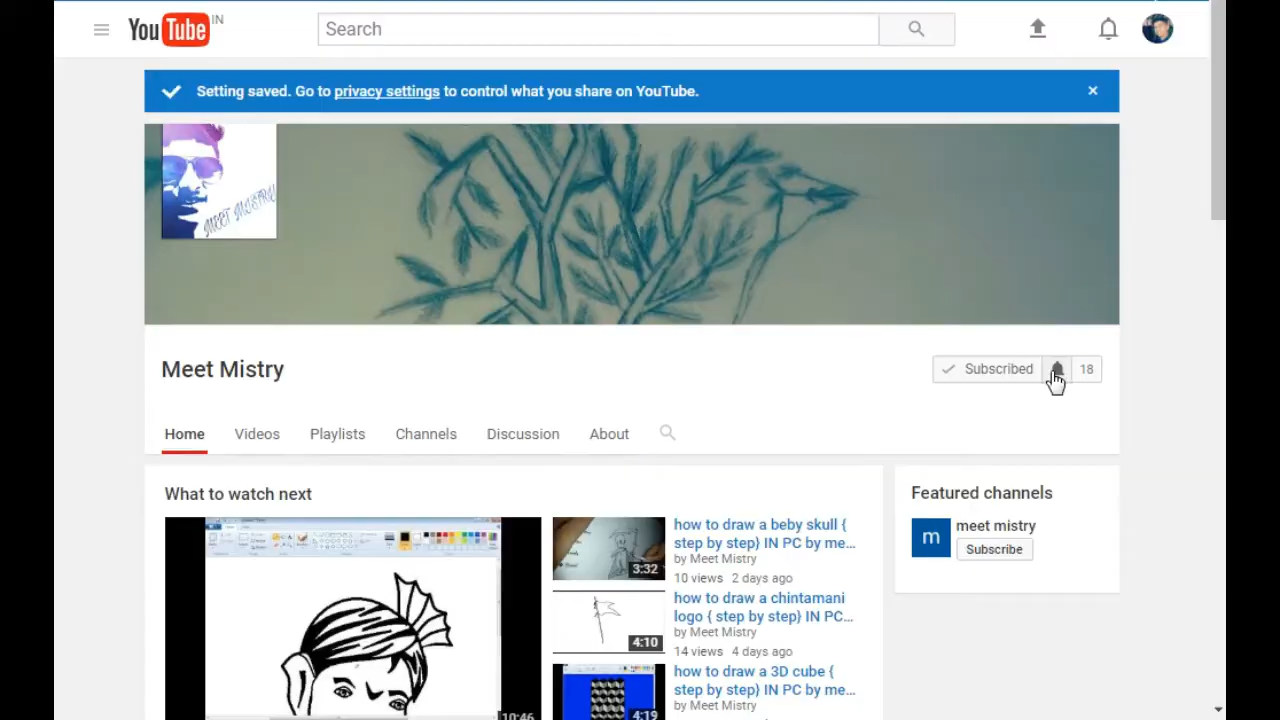 YouTube IN
Search
Setting saved. Go to privacy settings to control what you share on YouTube.
MEET MISTRY
Meet Mistry
Subscribed 18
Home Videos Playlists Channels Discussion About
What to watch next
Featured channels
how to draw a beby skull {
step by step} IN PC by me...
by Meet Mistry
10 views 2 days ago
3:32
m
meet mistry
Subscribe
how to draw a chintamani
logo { step by step} IN PC...
by Meet Mistry
14 views 4 days ago
4:10
how to draw a 3D cube {
step by step} IN PC by me...
by Meet Mistry
4:19
10:46